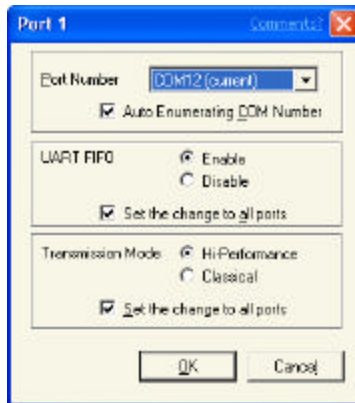 Port 1 Comments?
Port Number COM12 (current)
Auto Enumerating COM Number
UART FIFO Enable
Disable
Set the change to all ports
Transmission Mode Hi-Performance
Classical
Set the change to all ports
OK Cancel